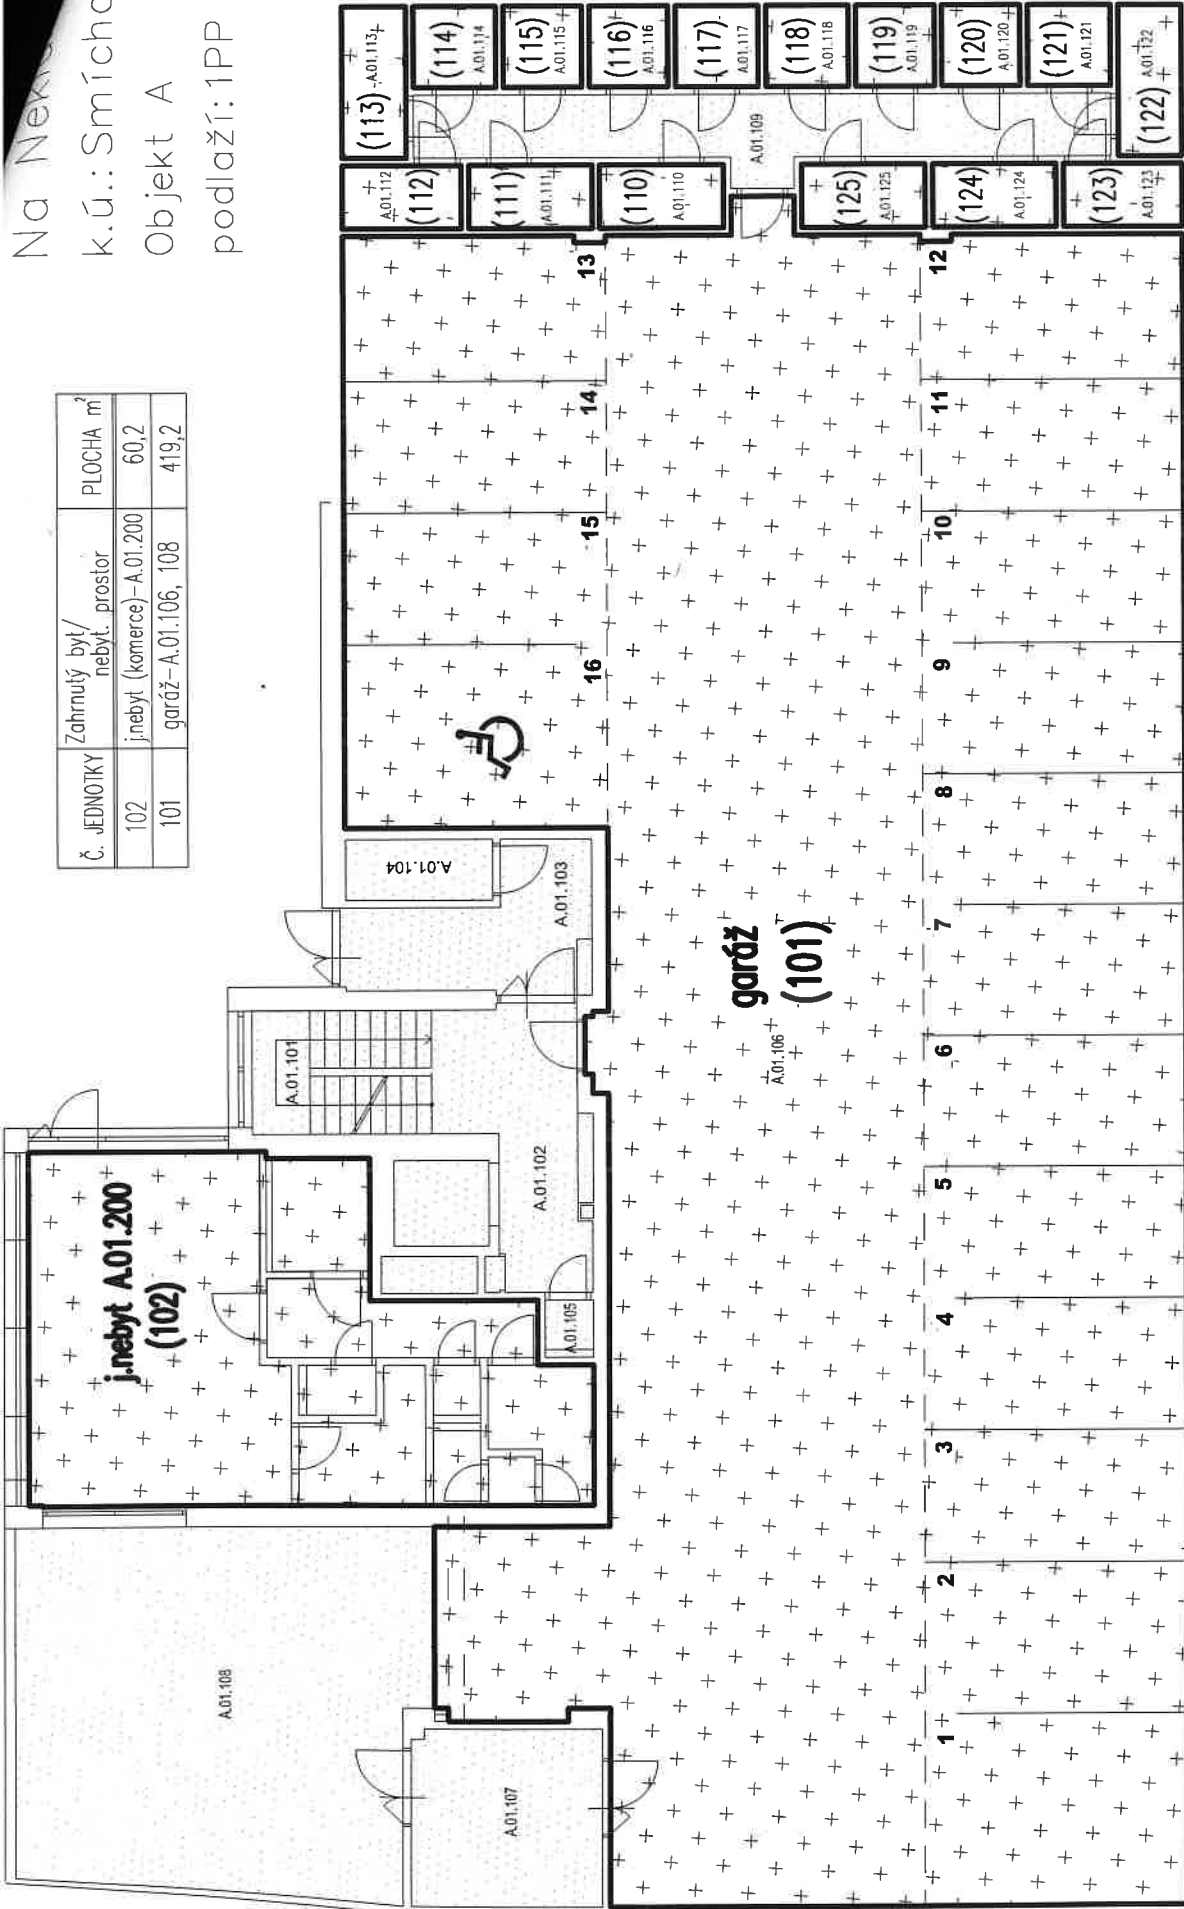 Na
k.ú.: Smícho
Objekt A
podlaží: 1PP
Č. JEDNOTKY Zahrnutý byt/ nebyt. prostor PLOCHA m²
102 j.nebyt (komerce)-A.01.200 60,2
101 garáž-A.01.106, 108 419,2
(113) A.01.113
(114) A.01.114
(115) A.01.115
(116) A.01.116
(117) A.01.117
(118) A.01.118
(119) A.01.119
(120) A.01.120
(121) A.01.121
(122) A.01.122
A.01.109
A.01.112 (112)
(111) A.01.111
(110) A.01.110
(125) A.01.125
(124) A.01.124
(123) A.01.123
13
14
15
16
12
11
10
9
8
7
6
5
4
3
2
1
A.01.104
A.01.103
A.01.101
A.01.102
A.01.105
j.nebyt A.01.200
(102)
garáž
(101)
A.01.106
A.01.108
A.01.107